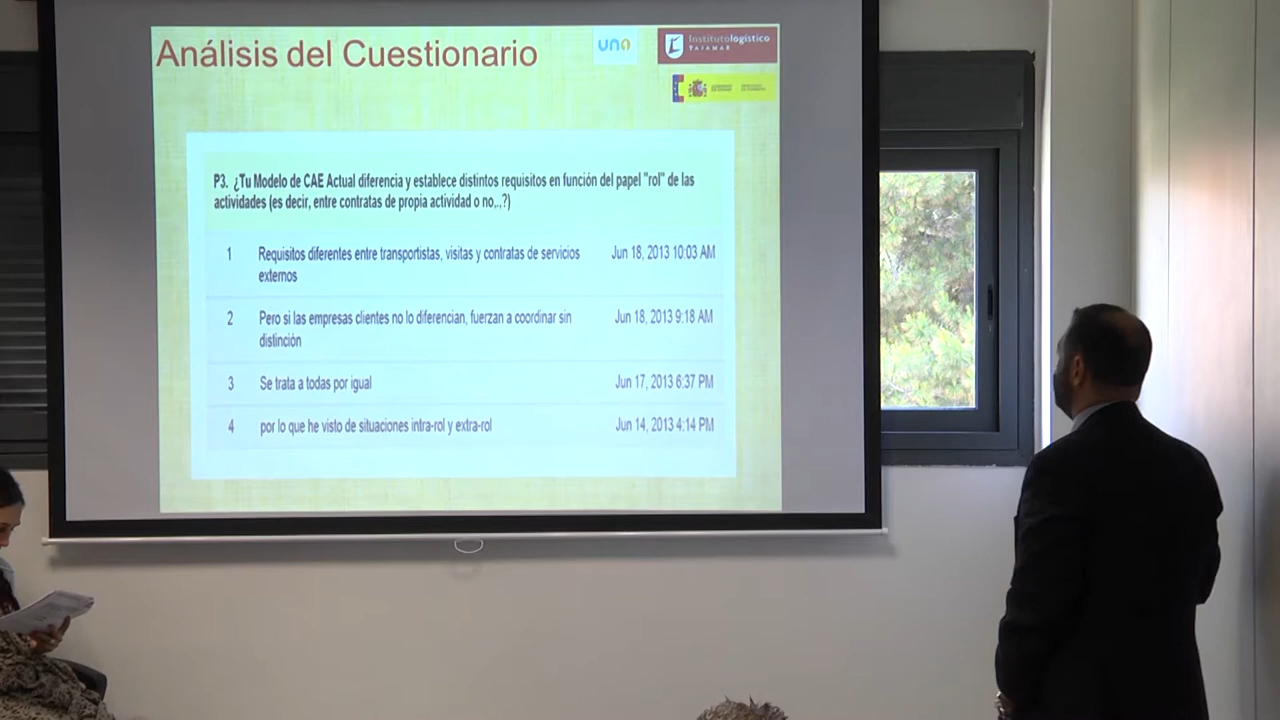 Análisis del Cuestionario
uno
Institutologístico
TAJAMAR
P3. ¿Tu Modelo de CAE Actual diferencia y establece distintos requisitos en función del papel "rol" de las
actividades (es decir, entre contratas de propia actividad o no,..,?)
1 Requisitos diferentes entre transportistas, visitas y contratas de servicios Jun 18, 2013 10:03 AM
externos
2 Pero si las empresas clientes no lo diferencian, fuerzan a coordinar sin Jun 18, 2013 9:18 AM
distinción
3 Se trata a todas por igual Jun 17, 2013 6:37 PM
4 por lo que he visto de situaciones intra-rol y extra-rol Jun 14, 2013 4:14 PM